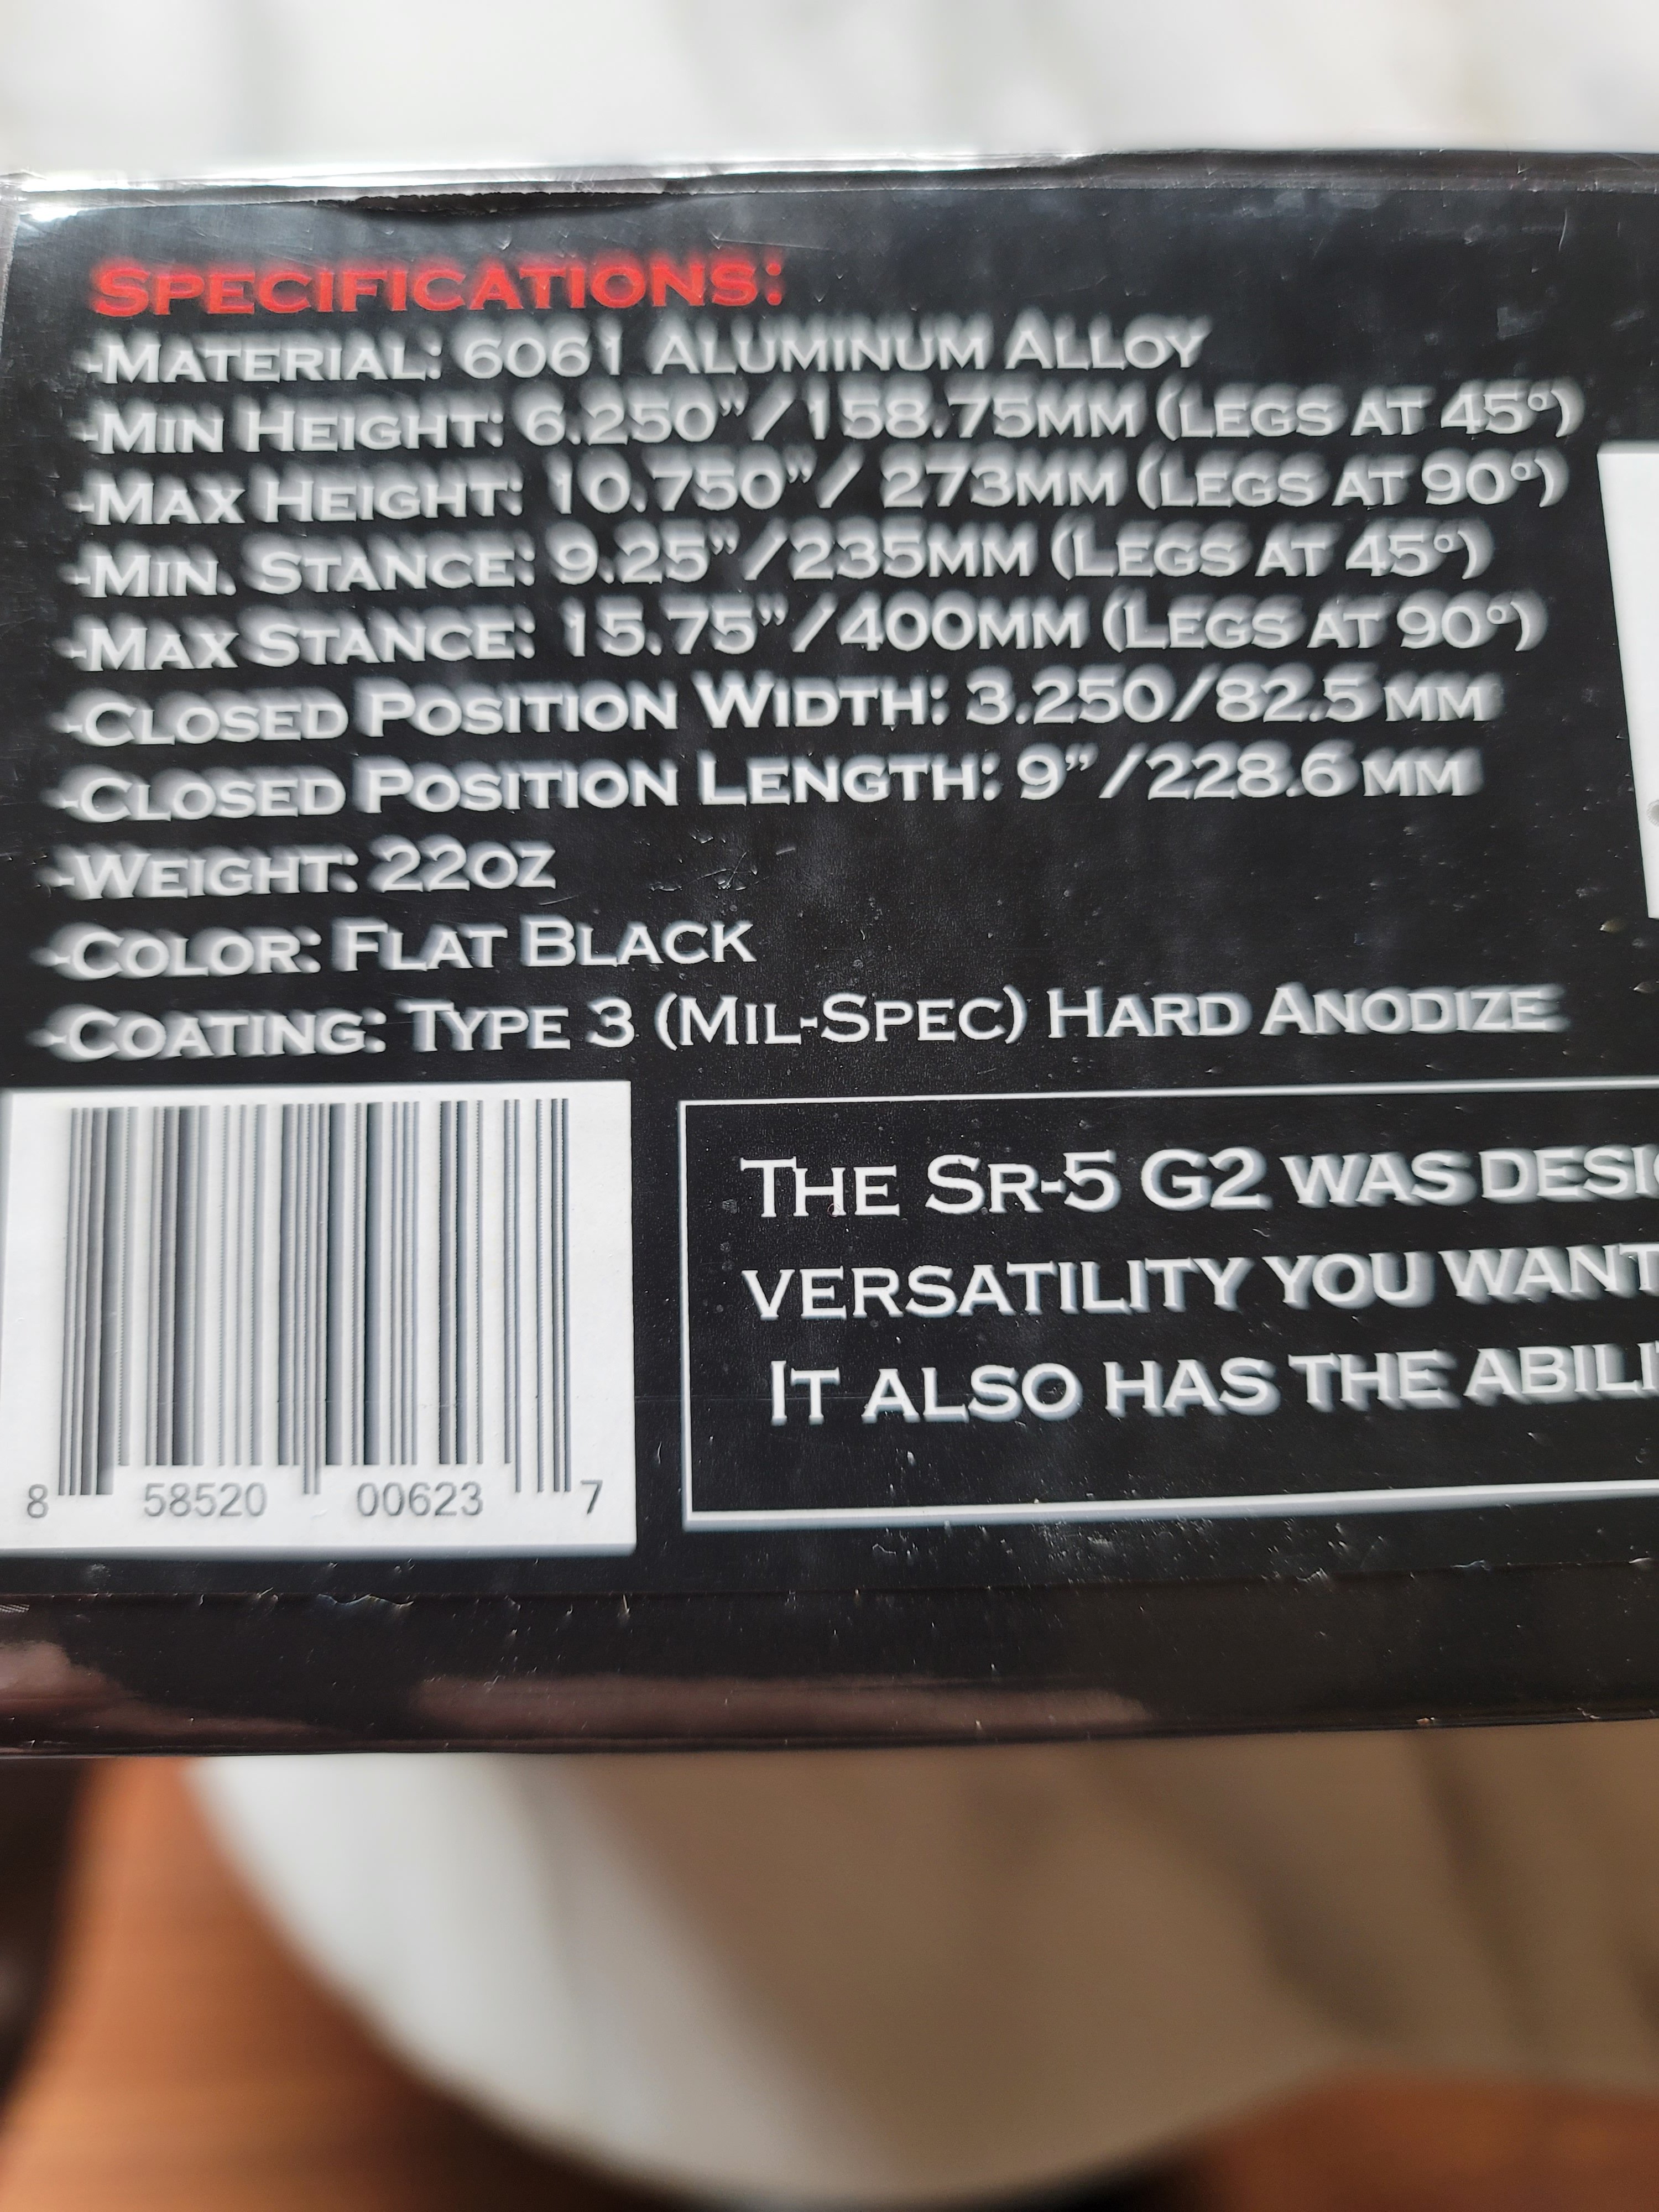 Specifications:
-Material: 6061 Aluminum Alloy
-Min Height: 6.250"/158.75mm (legs at 45°)
-Max Height: 10.750"/ 273mm (Legs at 90°)
-Min. Stance: 9.25"/235mm (Legs at 45°)
-Max Stance: 15.75"/400mm (Legs at 90°)
-Closed Position Width: 3.250/82.5 mm
-Closed Position Length: 9" /228.6 mm
-Weight: 22oz
-Color: Flat Black
-Coating: Type 3 (Mil-Spec) Hard Anodize
The Sr-5 G2 was
versatility you want
It also has the
8 58520 00623 7